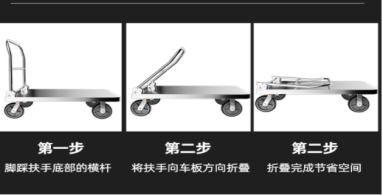 第一步
脚踩扶手底部的横杆
第二步
将扶手向车板方向折叠
第二步
折叠完成节省空间